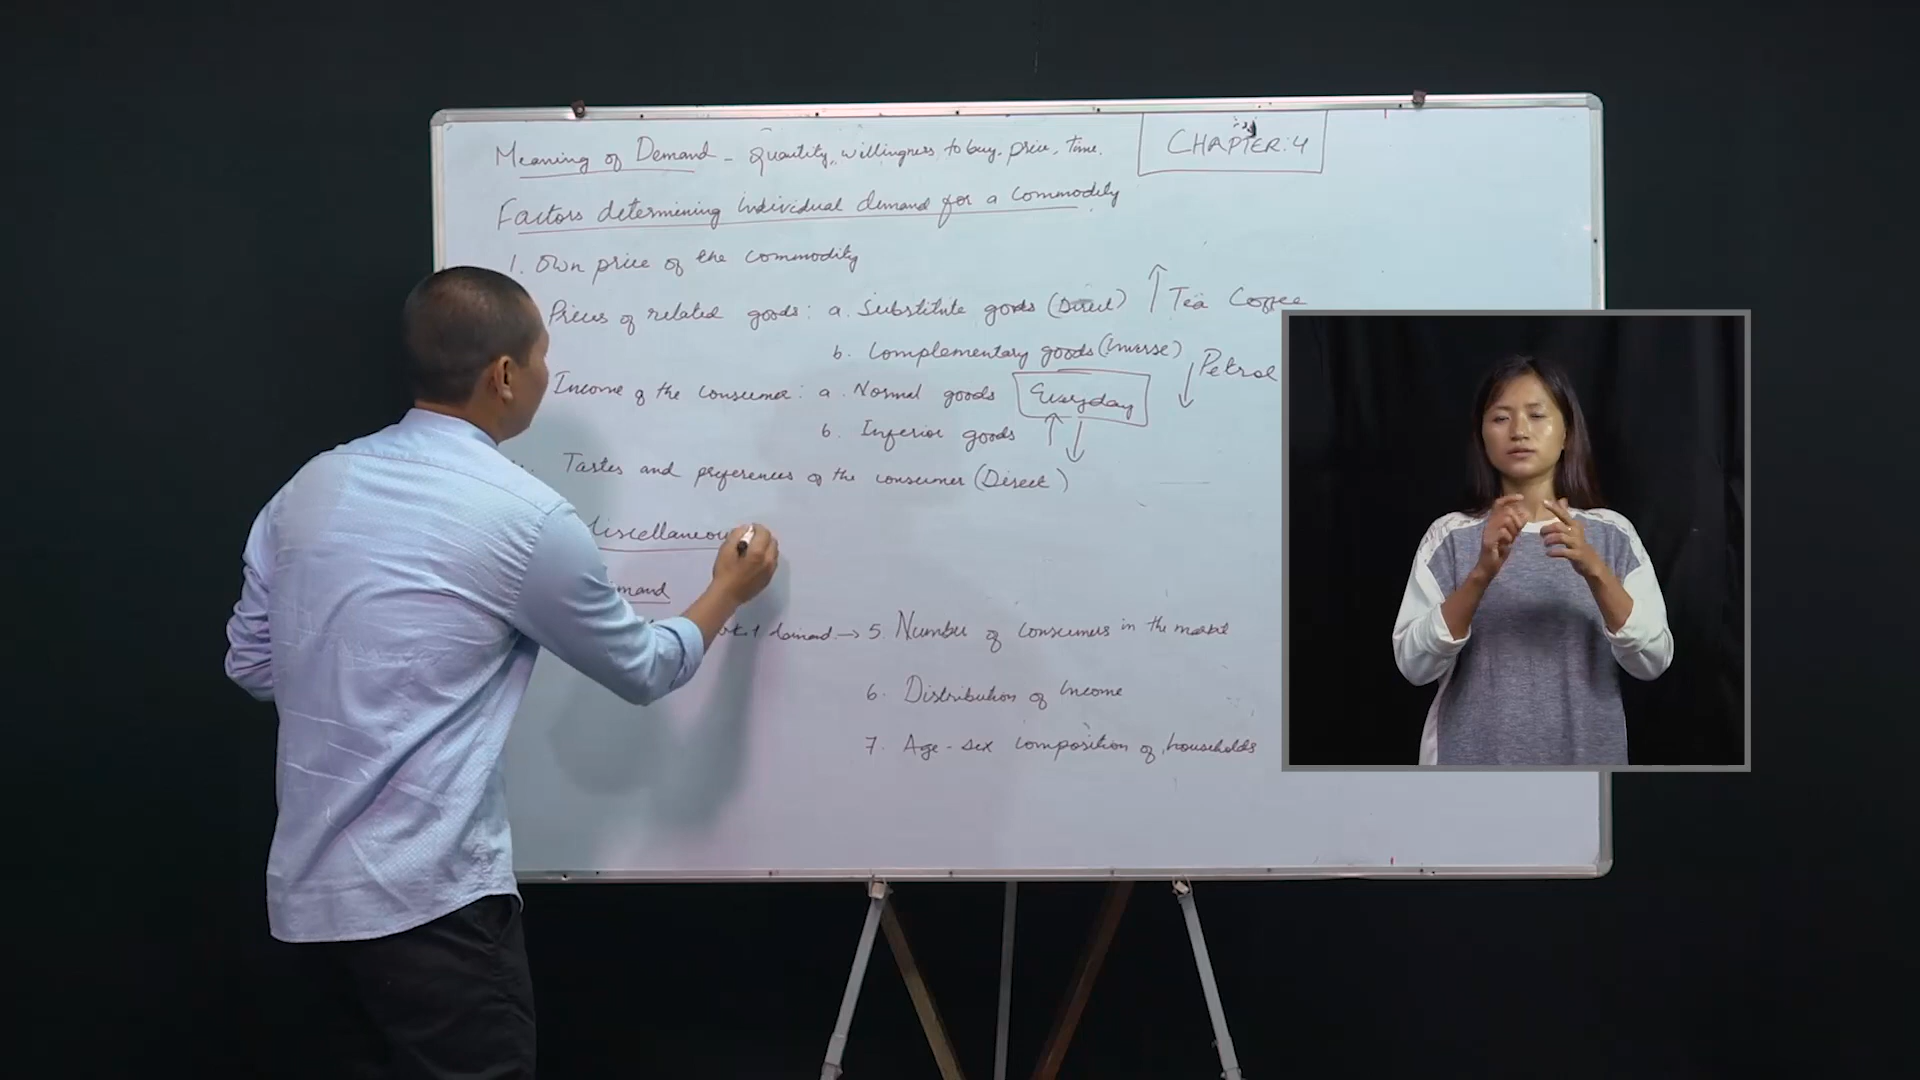 Meaning of Demand - Quantity, willingness to buy, price, time.
CHAPTER: 4
Factors determining individual demand for a commodity
1. Own price of the commodity
Prices of related goods: a. Substitute goods (Direct) ↑ Tea Coffee
b. Complementary goods (Inverse) ↓ Petrol
Income of the consumer: a. Normal goods Everyday
b. Inferior goods ↑ ↓
Tastes and preferences of the consumer (Direct)
Miscellaneou
mand
demand → 5. Number of consumers in the market
6. Distribution of Income
7. Age-sex composition of households